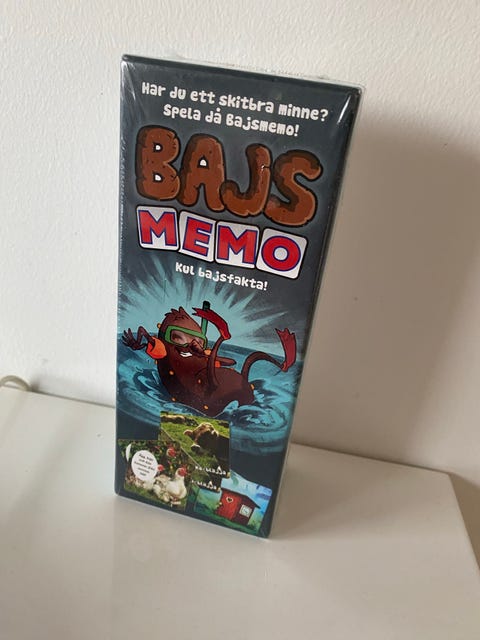 Har du ett skitbra minne?
Spela då Bajsmemo!
BAJS
MEMO
Kul bajsfakta!